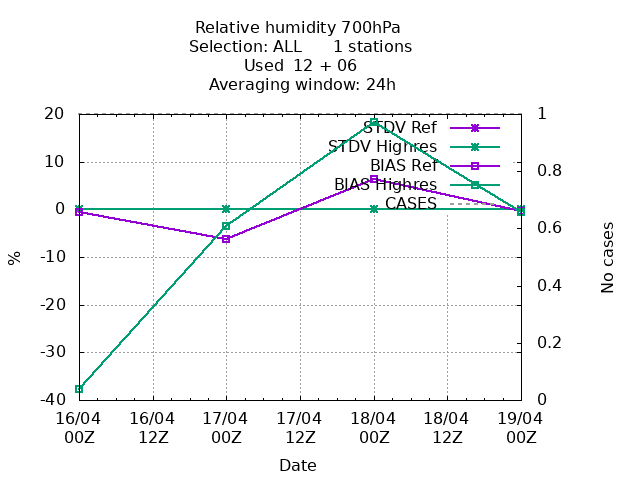 Relative humidity 700hPa
Selection: ALL 1 stations
Used 12 + 06
Averaging window: 24h
20
10
0
-10
-20
-30
-40
%
1
0.8
0.6
0.4
0.2
0
No cases
STDV Ref
STDV Highres
BIAS Ref
BIAS Highres
CASES
16/04 16/04 17/04 17/04 18/04 18/04 19/04
00Z 12Z 00Z 12Z 00Z 12Z 00Z
Date